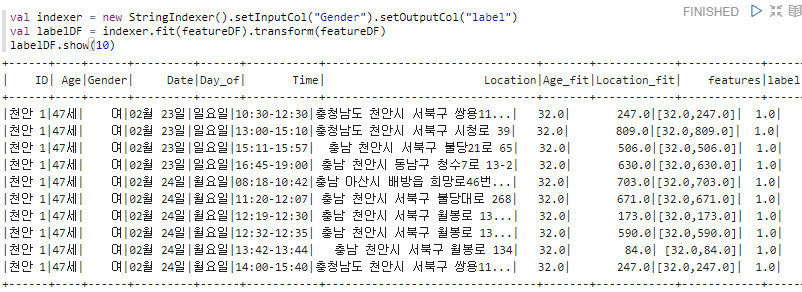 FINISHED
val indexer = new StringIndexer().setInputCol("Gender").setOutputCol("label")
val labelDF = indexer.fit(featureDF).transform(featureDF)
labelDF.show(10)
+-----+----+------+---------+------+-----------+--------------------+-------+------------+------------+-----+
|   ID| Age|Gender|     Date|Day_of|       Time|            Location|Age_fit|Location_fit|    features|label
|천안 1|47세|    여|02월 23일|일요일|10:30-12:30|충청남도 천안시 서북구 쌍용11...|   32.0|       247.0|[32.0,247.0]|  1.0|
|천안 1|47세|    여|02월 23일|일요일|13:00-15:10|충청남도 천안시 서북구 시청로 39|   32.0|       809.0|[32.0,809.0]|  1.0|
|천안 1|47세|    여|02월 23일|일요일|15:11-15:57|  충남 천안시 서북구 불당21로 65|   32.0|       506.0|[32.0,506.0]|  1.0|
|천안 1|47세|    여|02월 23일|일요일|16:45-19:00| 충남 천안시 동남구 청수7로 13-2|   32.0|       630.0|[32.0,630.0]|  1.0|
|천안 1|47세|    여|02월 24일|월요일|08:18-10:42|충남 아산시 배방읍 희망로46번...|   32.0|       703.0|[32.0,703.0]|  1.0|
|천안 1|47세|    여|02월 24일|월요일|11:20-12:07| 충남 천안시 서북구 불당대로 268|   32.0|       671.0|[32.0,671.0]|  1.0|
|천안 1|47세|    여|02월 24일|월요일|12:19-12:30| 충남 천안시 서북구 월봉로 13...|   32.0|       173.0|[32.0,173.0]|  1.0|
|천안 1|47세|    여|02월 24일|월요일|12:32-12:35| 충남 천안시 서북구 월봉로 13...|   32.0|       590.0|[32.0,590.0]|  1.0|
|천안 1|47세|    여|02월 24일|월요일|13:42-13:44|   충남 천안시 서북구 월봉로 134|   32.0|        84.0| [32.0,84.0]|  1.0|
|천안 1|47세|    여|02월 24일|월요일|14:00-15:40|충청남도 천안시 서북구 쌍용11...|   32.0|       247.0|[32.0,247.0]|  1.0|
+-----+----+------+---------+------+-----------+--------------------+-------+------------+------------+-----+